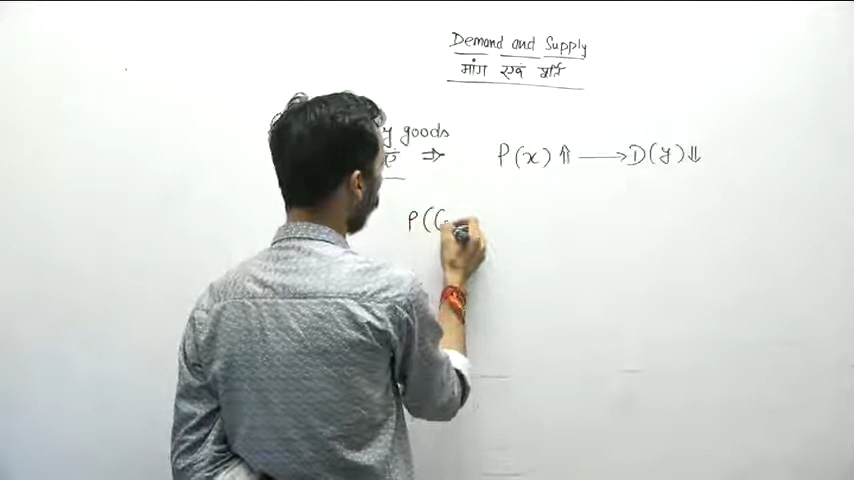 Demand and Supply
मांग एवं पूर्ति
goods
⇒ P(x) ⇑ ⟶ D(y) ⇓
P(